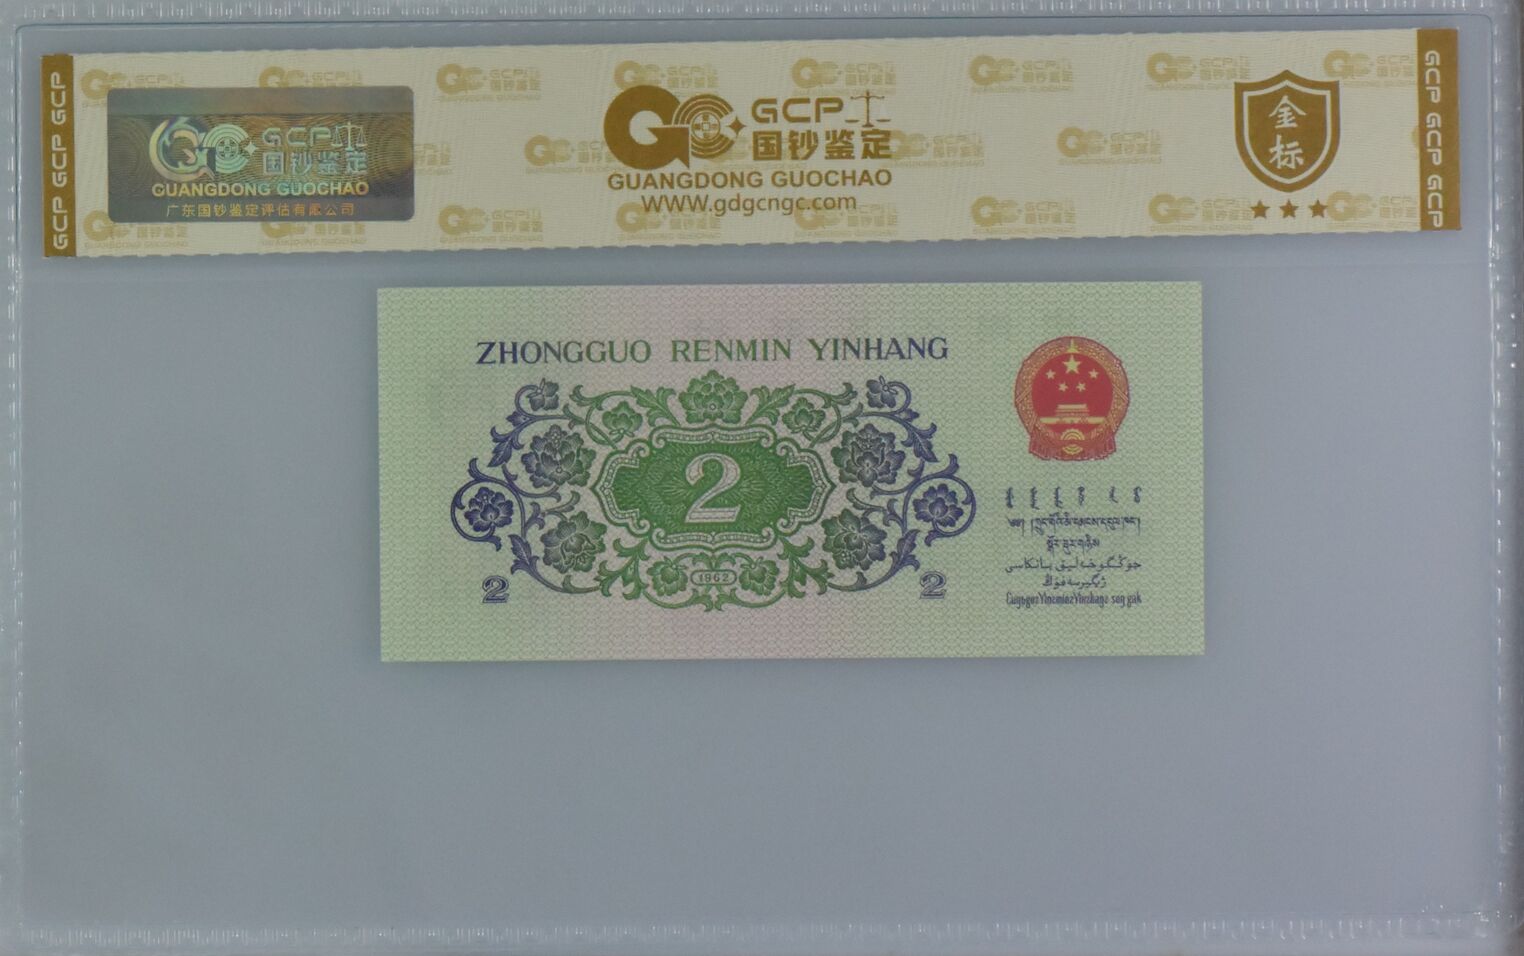 GCP GCP GCP
GCP
国钞鉴定
GUANGDONG GUOCHAO
广东国钞鉴定评估有限公司
GCP
国钞鉴定
GUANGDONG GUOCHAO
WWW.gdgcngc.com
金标
GCP GCP GCP
ZHONGGUO RENMIN YINHANG
2
1962
2
2
جۇڭگوخەلىق بانكاسى